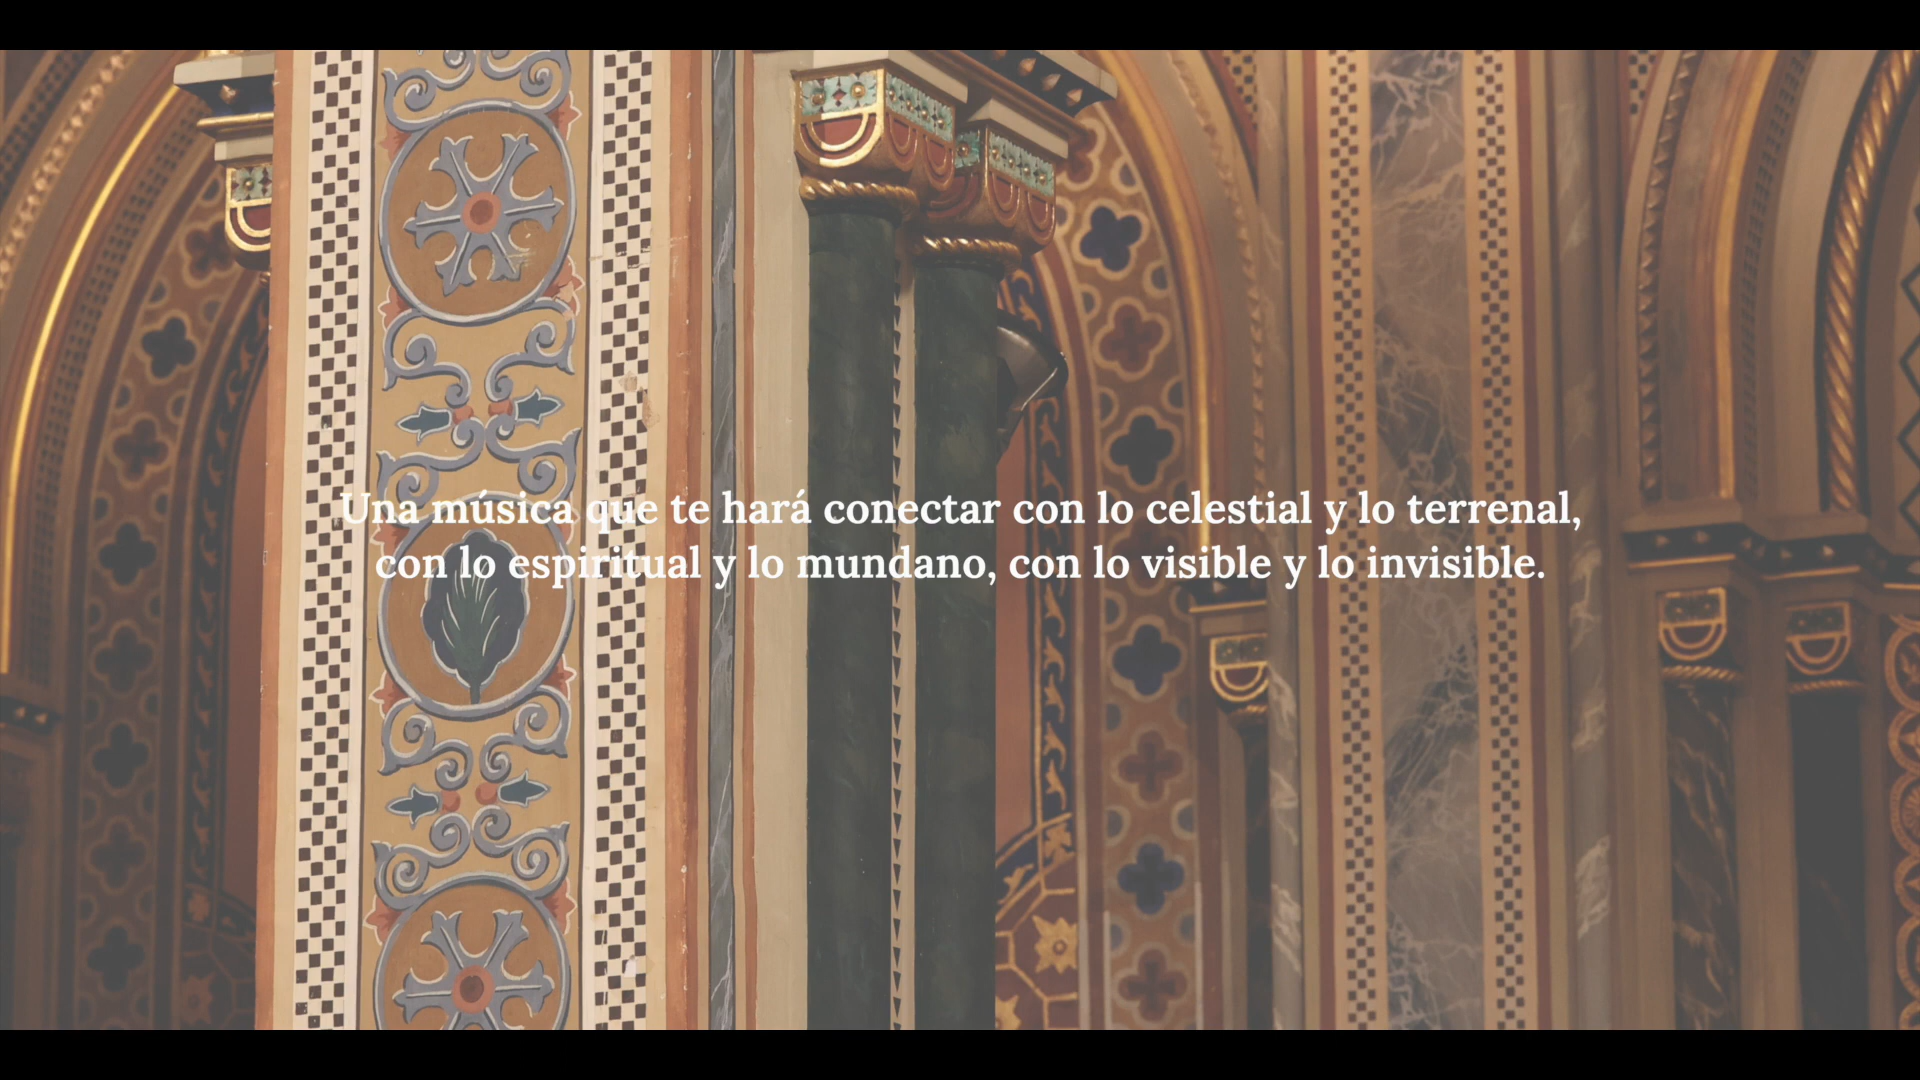 Una música que te hará conectar con lo celestial y lo terrenal,
con lo espiritual y lo mundano, con lo visible y lo invisible.